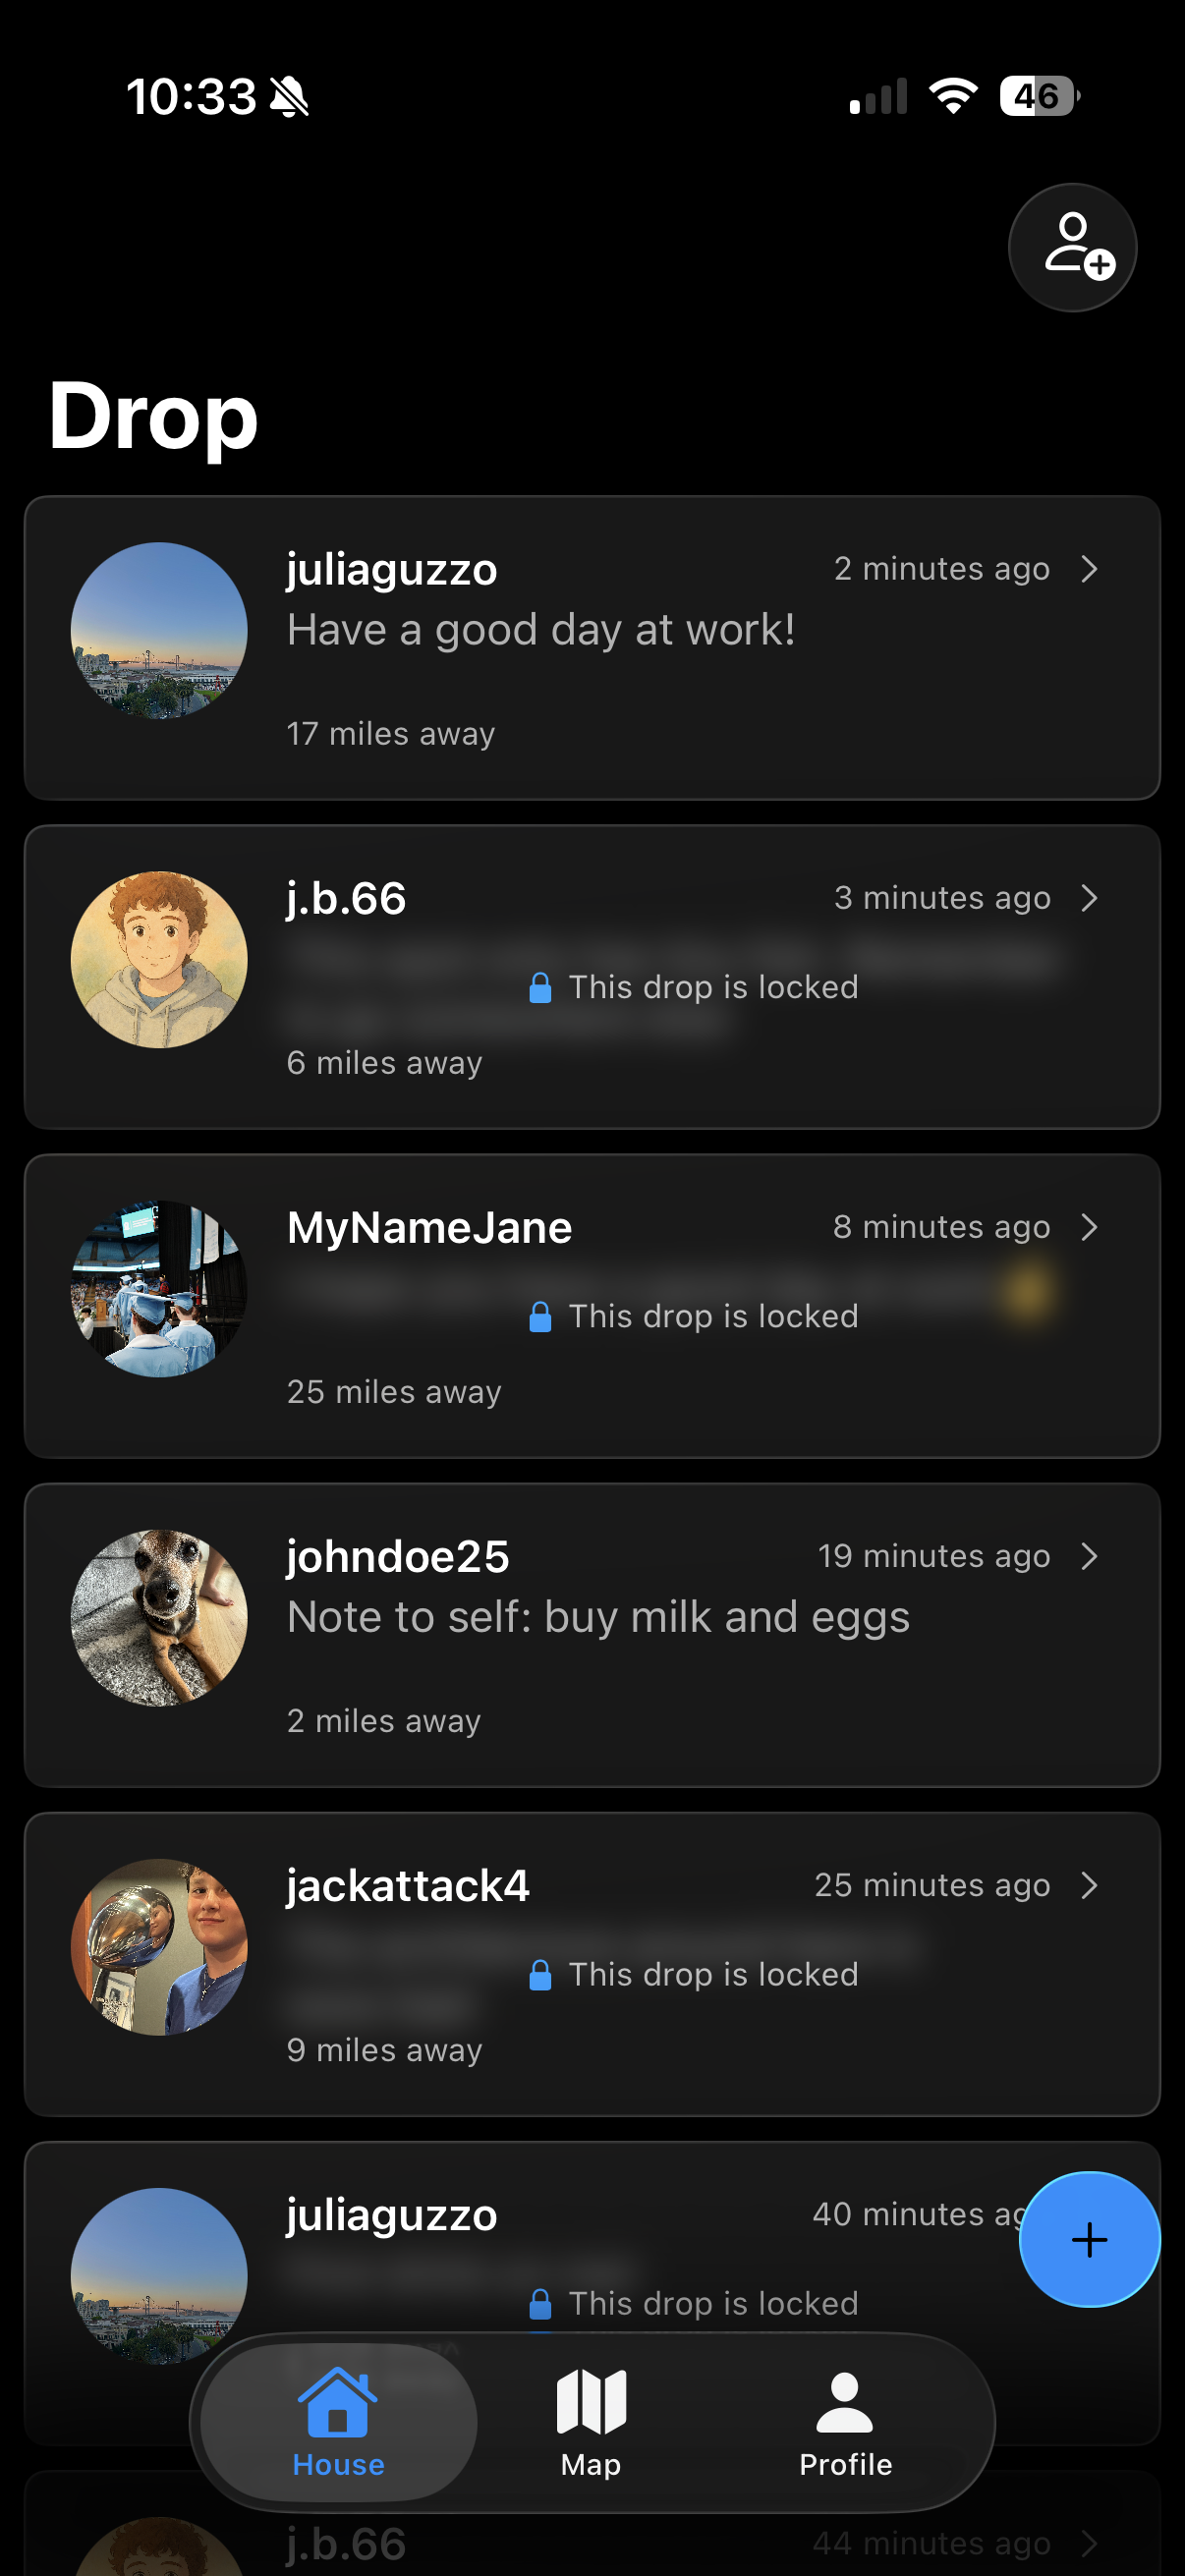 10:33
46
Drop
juliaguzzo
2 minutes ago
Have a good day at work!
17 miles away
j.b.66
3 minutes ago
This drop is locked
6 miles away
MyNameJane
8 minutes ago
This drop is locked
25 miles away
johndoe25
19 minutes ago
Note to self: buy milk and eggs
2 miles away
jackattack4
25 minutes ago
This drop is locked
9 miles away
juliaguzzo
40 minutes
This drop is locked
House
Map
Profile
j.b.66
44 minutes ago